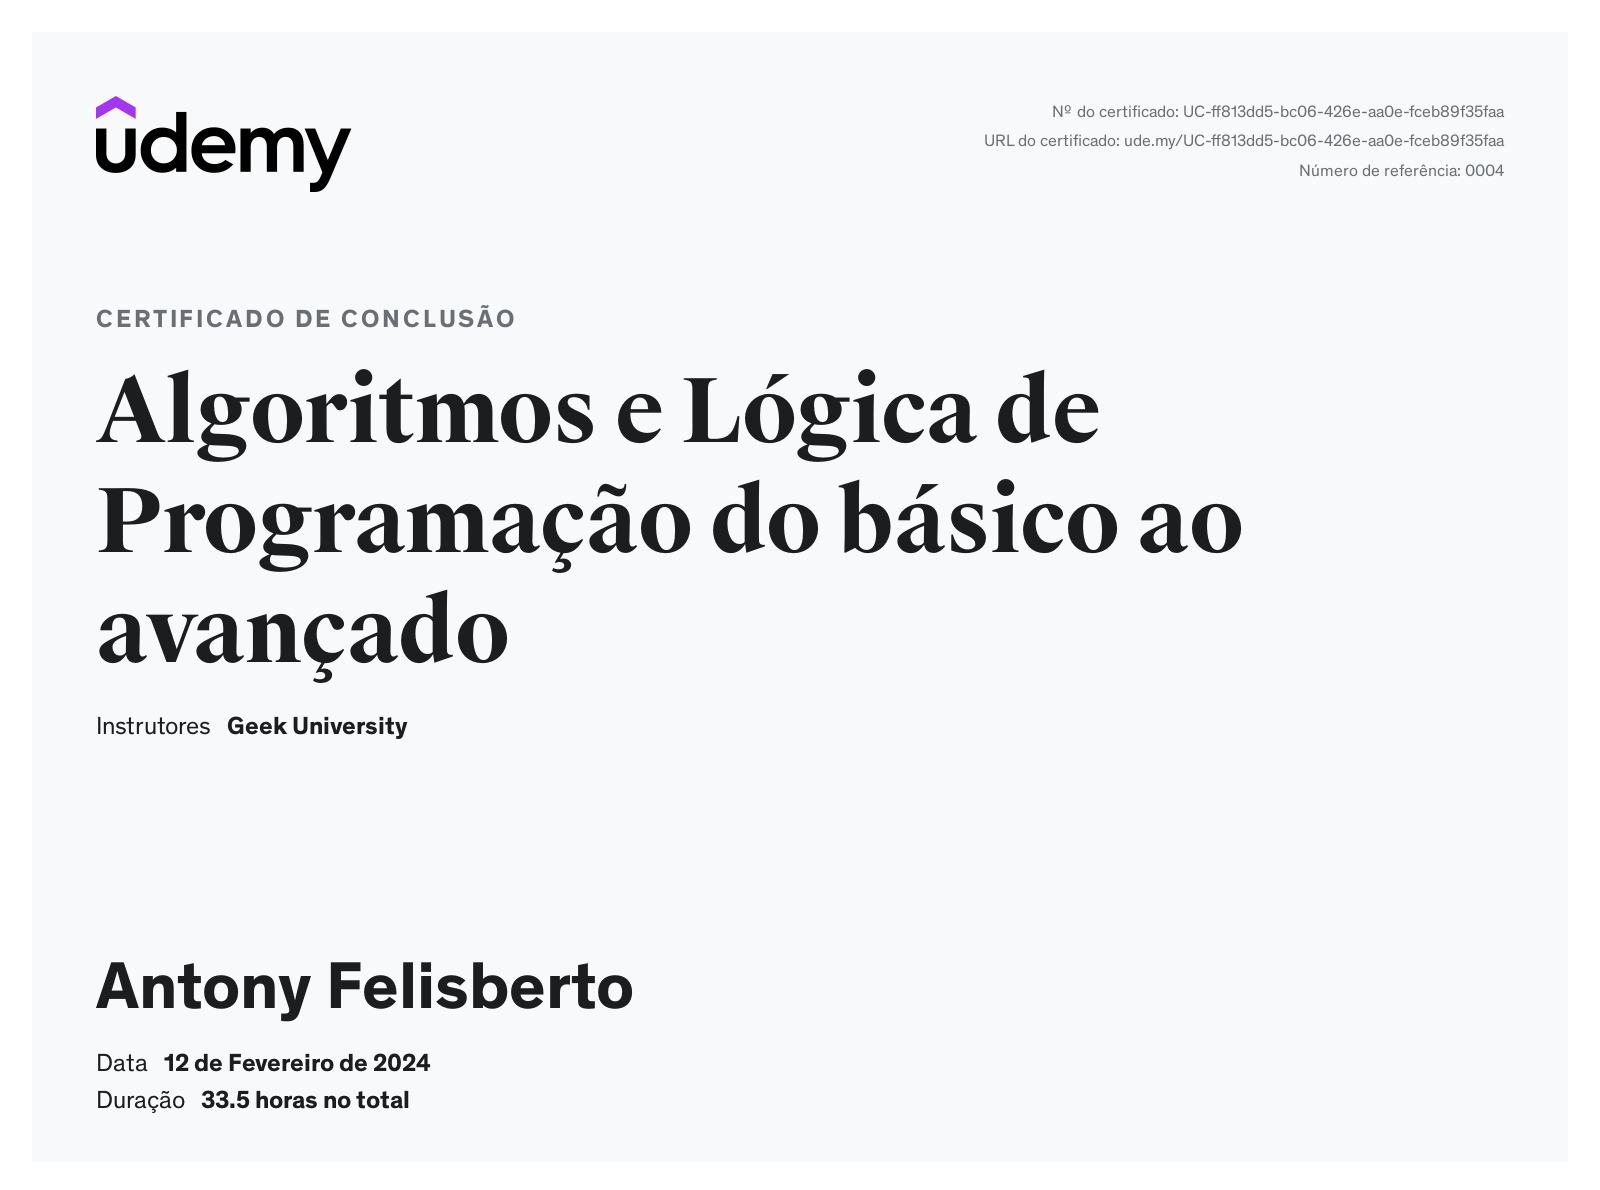 udemy
Nº do certificado: UC-ff813dd5-bc06-426e-aa0e-fceb89f35faa
URL do certificado: ude.my/UC-ff813dd5-bc06-426e-aa0e-fceb89f35faa
Número de referência: 0004
CERTIFICADO DE CONCLUSÃO
Algoritmos e Lógica de
Programação do básico ao
avançado
Instrutores Geek University
Antony Felisberto
Data 12 de Fevereiro de 2024
Duração 33.5 horas no total